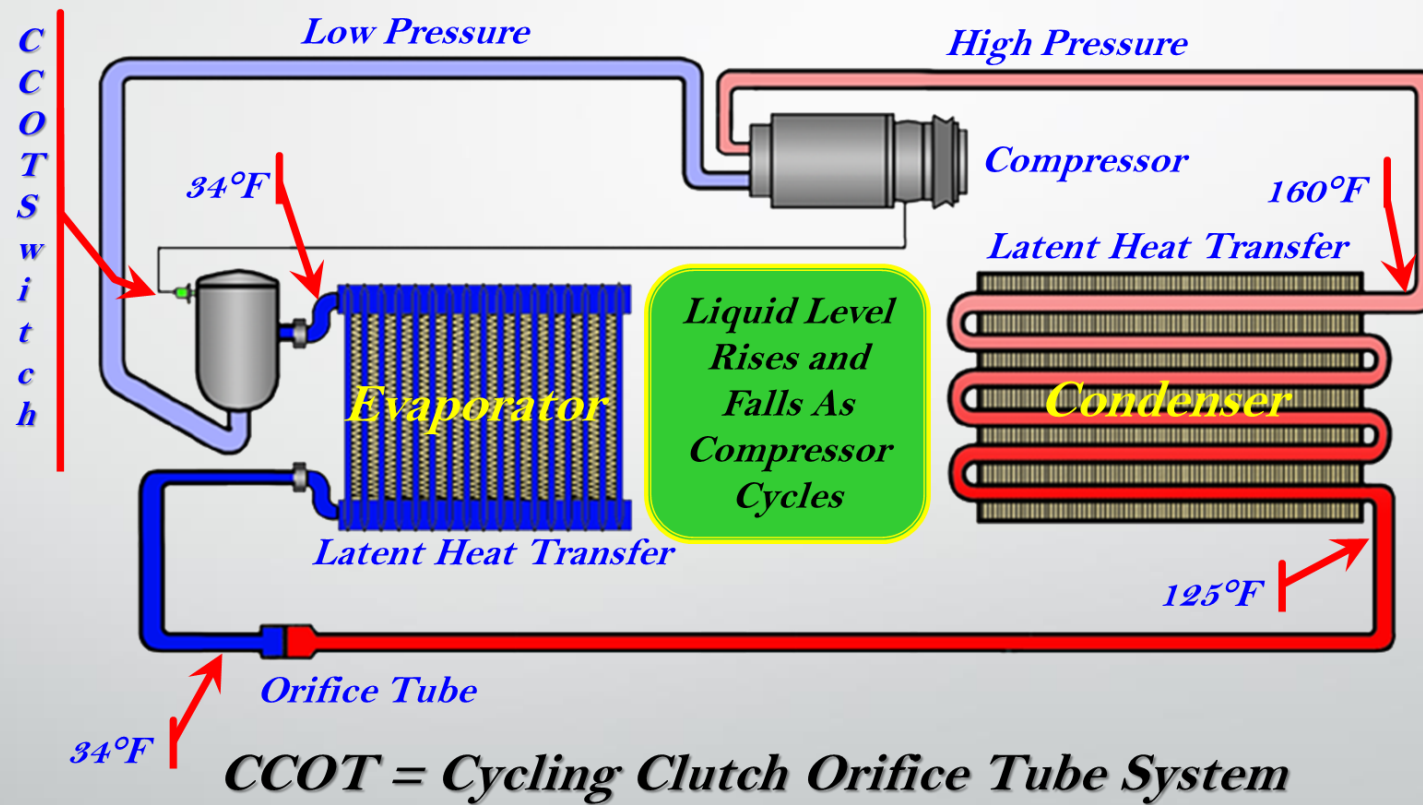 CCOTSwitch
Low Pressure
High Pressure
34°F
Compressor
160°F
Latent Heat Transfer
Liquid Level
Rises and
Falls As
Compressor
Cycles
Evaporator
Condenser
Latent Heat Transfer
125°F
Orifice Tube
34°F
CCOT = Cycling Clutch Orifice Tube System